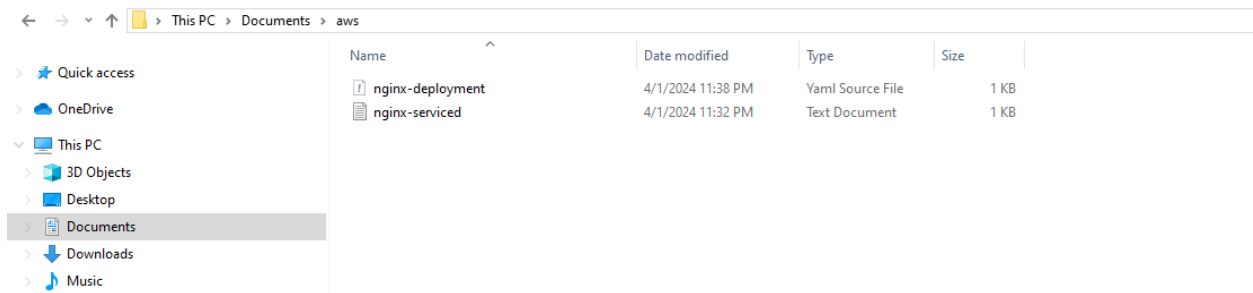 This PC > Documents > aws
Name Date modified Type Size
Quick access
OneDrive
This PC
3D Objects
Desktop
Documents
Downloads
Music
nginx-deployment 4/1/2024 11:38 PM Yaml Source File 1 KB
nginx-serviced 4/1/2024 11:32 PM Text Document 1 KB